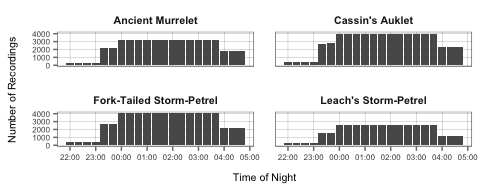 Ancient Murrelet
Cassin's Auklet
4000
3000
2000
1000
0
Fork-Tailed Storm-Petrel
Leach's Storm-Petrel
4000
3000
2000
1000
0
22:00 23:00 00:00 01:00 02:00 03:00 04:00 05:00
22:00 23:00 00:00 01:00 02:00 03:00 04:00 05:00
Number of Recordings
Time of Night